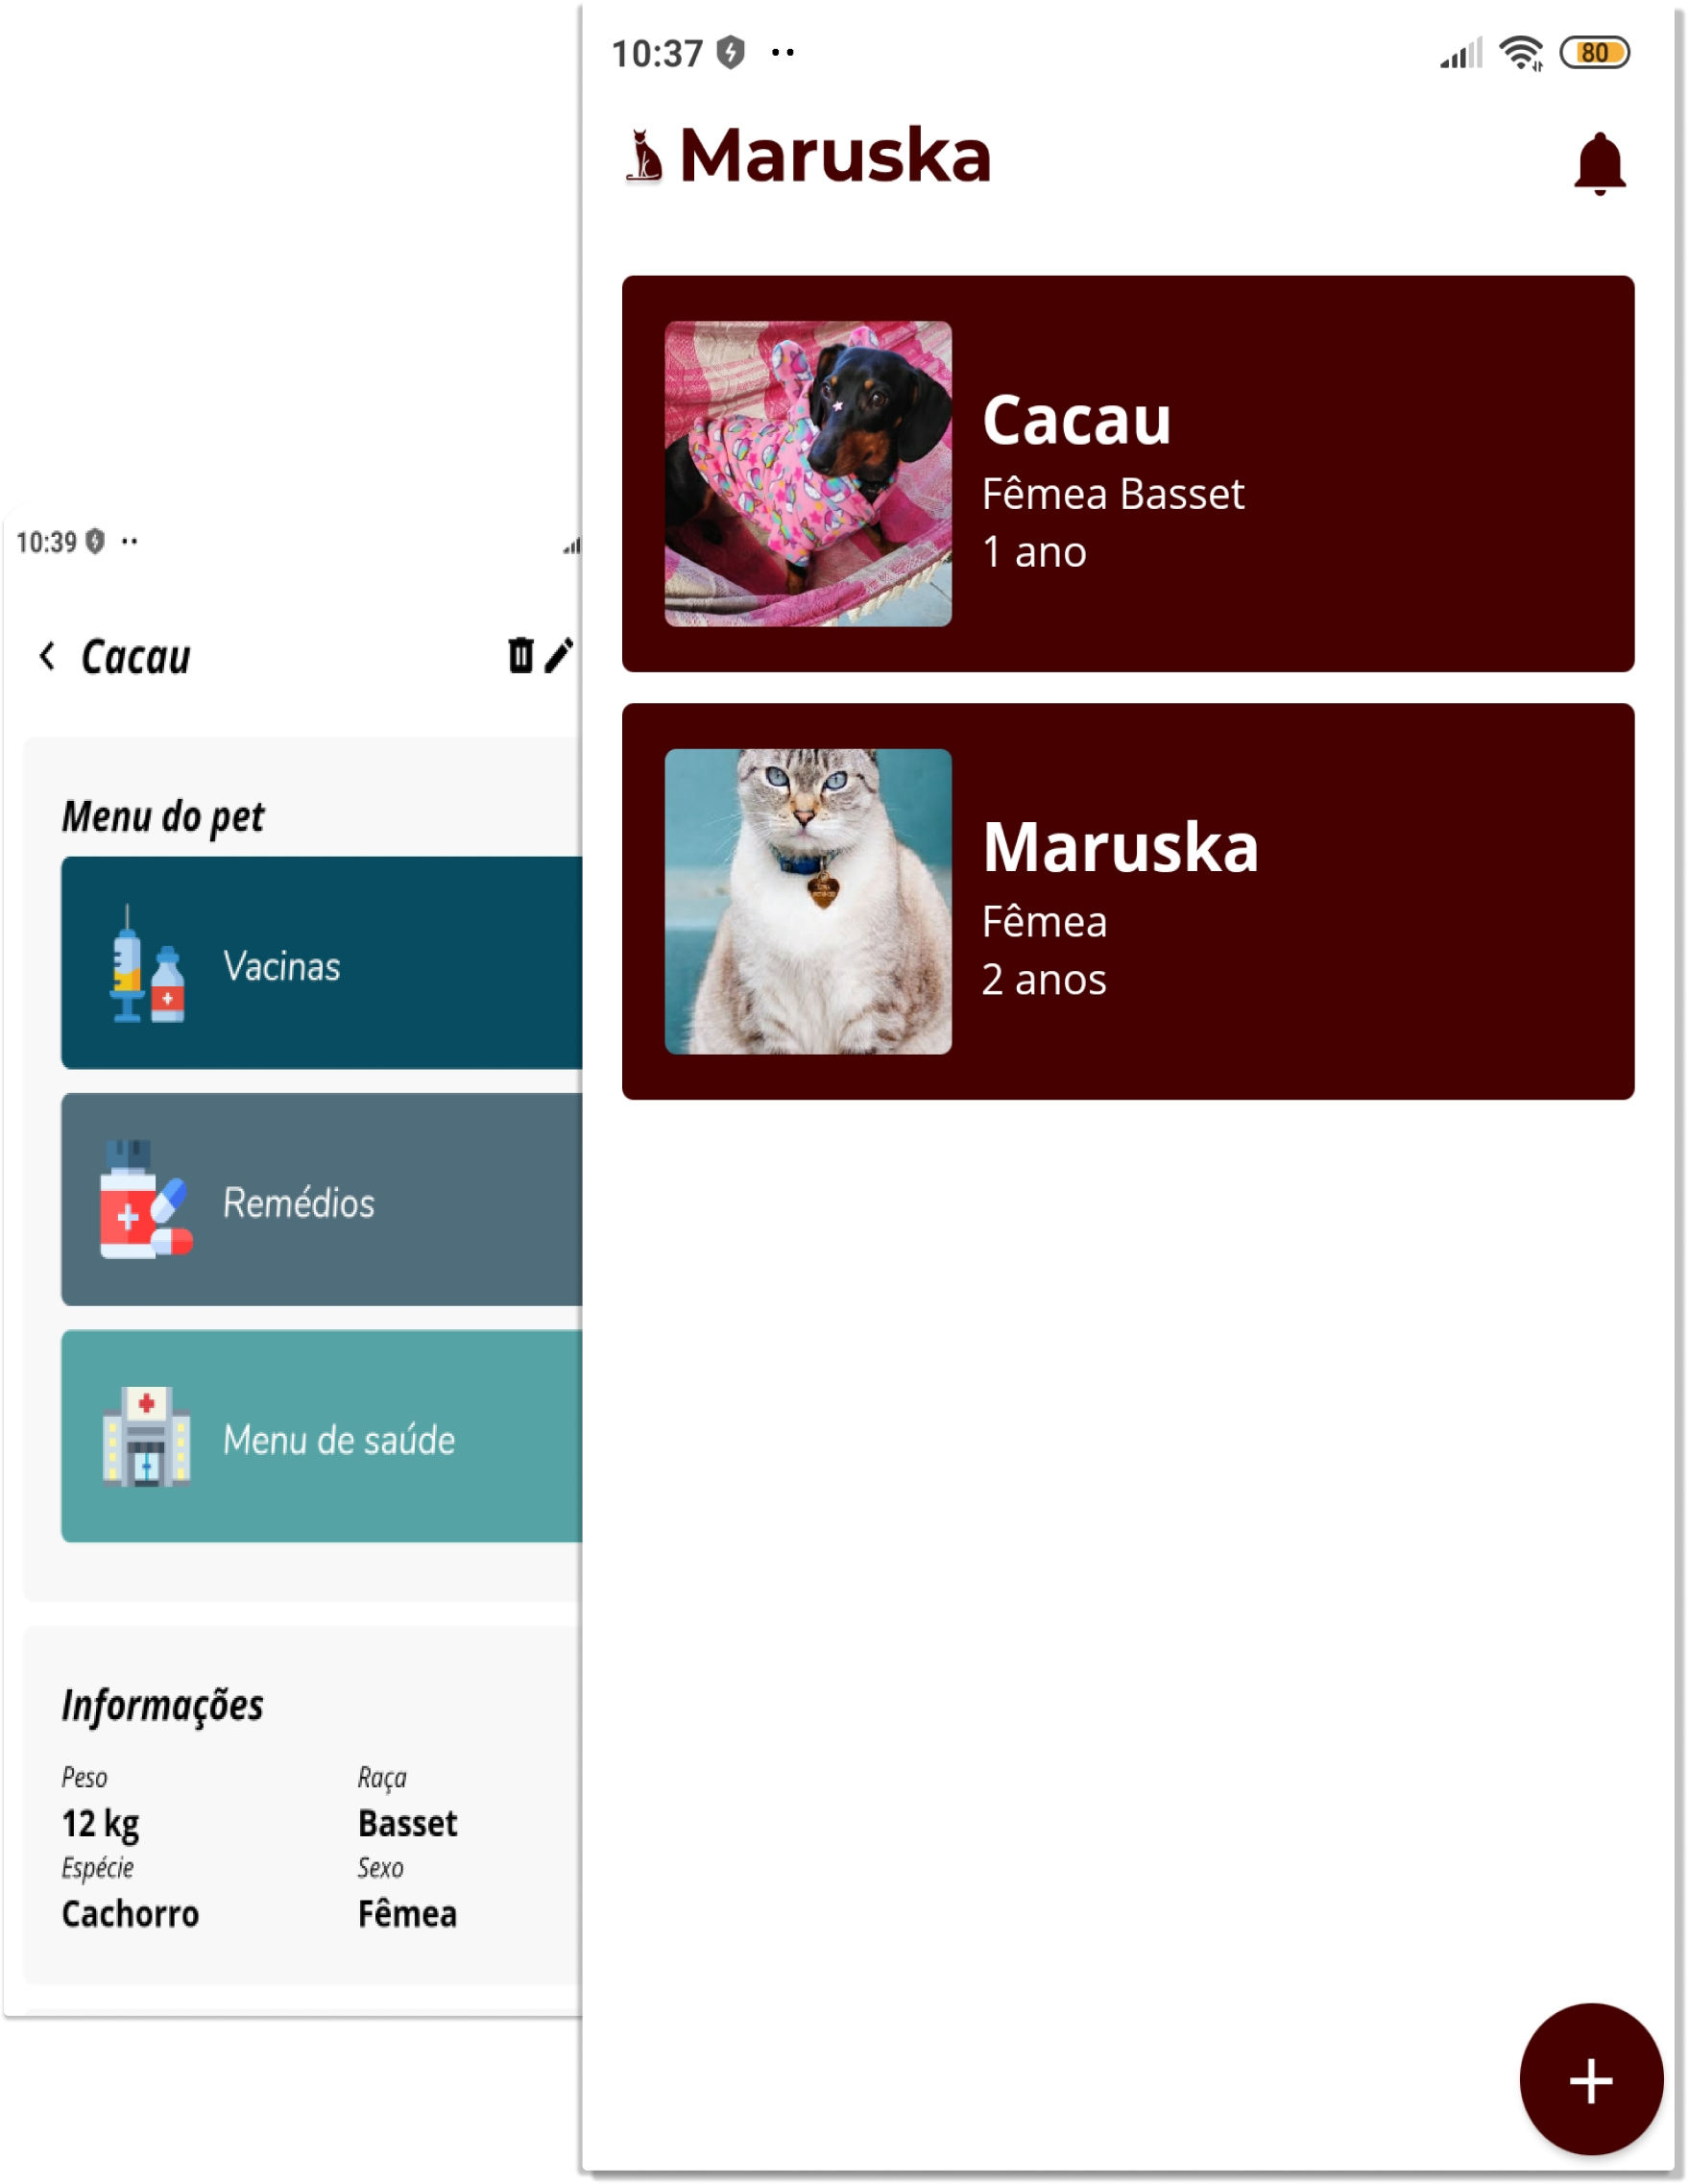 10:37
80
Maruska
Cacau
Fêmea Basset
1 ano
Maruska
Fêmea
2 anos
+
10:39
Cacau
Menu do pet
Vacinas
Remédios
Menu de saúde
Informações
Peso Raça
12 kg Basset
Espécie Sexo
Cachorro Fêmea